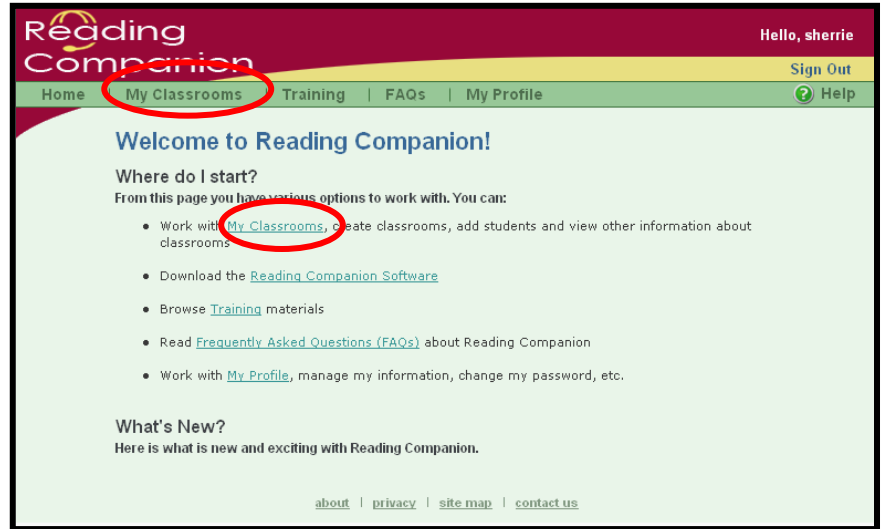 Reading
Companion
Hello, sherrie
Sign Out
Home | My Classrooms | Training | FAQs | My Profile
? Help
Welcome to Reading Companion!
Where do I start?
From this page you have various options to work with. You can:
• Work with My Classrooms, create classrooms, add students and view other information about
classrooms
• Download the Reading Companion Software
• Browse Training materials
• Read Frequently Asked Questions (FAQs) about Reading Companion
• Work with My Profile, manage my information, change my password, etc.
What's New?
Here is what is new and exciting with Reading Companion.
about | privacy | site map | contact us